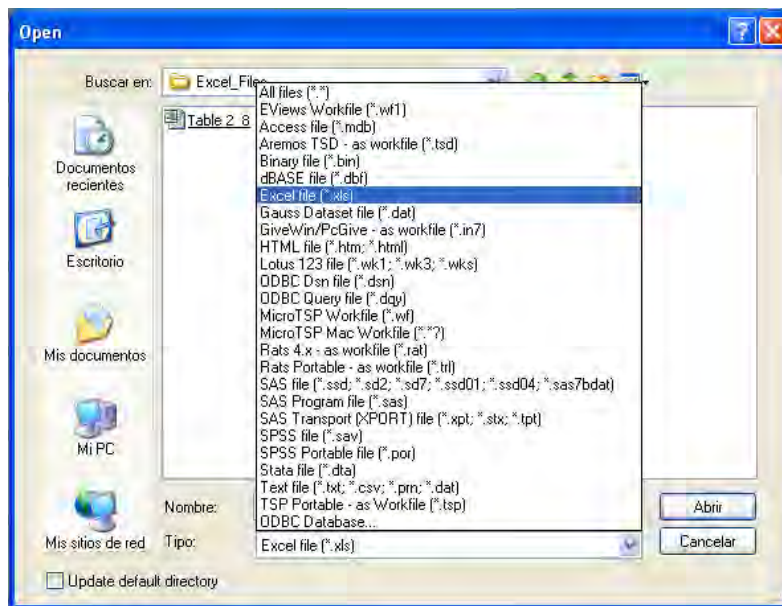 Open
Buscar en:
Excel_Files
All files (*.*)
EViews Workfile (*.wf1)
Access file (*.mdb)
Aremos TSD - as workfile (*.tsd)
Binary file (*.bin)
dBASE file (*.dbf)
Excel file (*.xls)
Gauss Dataset file (*.dat)
GiveWin/PcGive - as workfile (*.in7)
HTML file (*.htm; *.html)
Lotus 123 file (*.wk1; *.wk3; *.wks)
ODBC Dsn file (*.dsn)
ODBC Query file (*.dqy)
MicroTSP Workfile (*.wf)
MicroTSP Mac Workfile (*.*?)
Rats 4.x - as workfile (*.rat)
Rats Portable - as workfile (*.trl)
SAS file (*.ssd; *.sd2; *.sd7; *.ssd01; *.ssd04; *.sas7bdat)
SAS Program file (*.sas)
SAS Transport (XPORT) file (*.xpt; *.stx; *.tpt)
SPSS file (*.sav)
SPSS Portable file (*.por)
Stata file (*.dta)
Text file (*.txt; *.csv; *.prn; *.dat)
TSP Portable - as Workfile (*.tsp)
ODBC Database...
Table 2_8
Documentos
recientes
Escritorio
Mis documentos
Mi PC
Mis sitios de red
Nombre:
Abrir
Tipo:
Excel file (*.xls)
Cancelar
Update default directory